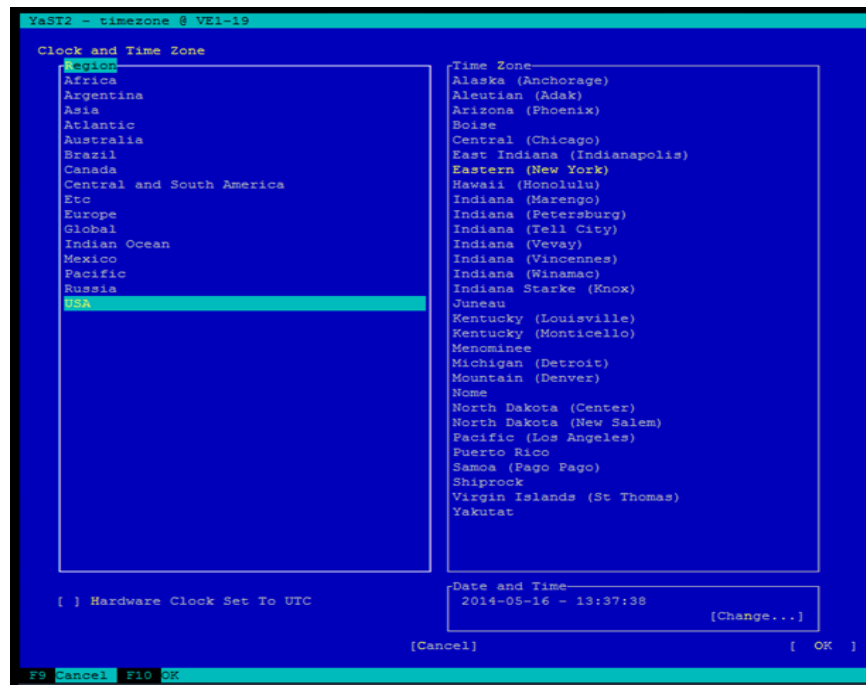 YaST2 - timezone @ VE1-19
Clock and Time Zone
Region
Africa
Argentina
Asia
Atlantic
Australia
Brazil
Canada
Central and South America
Etc
Europe
Global
Indian Ocean
Mexico
Pacific
Russia
USA
Time Zone
Alaska (Anchorage)
Aleutian (Adak)
Arizona (Phoenix)
Boise
Central (Chicago)
East Indiana (Indianapolis)
Eastern (New York)
Hawaii (Honolulu)
Indiana (Marengo)
Indiana (Petersburg)
Indiana (Tell City)
Indiana (Vevay)
Indiana (Vincennes)
Indiana (Winamac)
Indiana Starke (Knox)
Juneau
Kentucky (Louisville)
Kentucky (Monticello)
Menominee
Michigan (Detroit)
Mountain (Denver)
Nome
North Dakota (Center)
North Dakota (New Salem)
Pacific (Los Angeles)
Puerto Rico
Samoa (Pago Pago)
Shiprock
Virgin Islands (St Thomas)
Yakutat
[ ] Hardware Clock Set To UTC
Date and Time
2014-05-16 - 13:37:38
[Change...]
[Cancel] [ OK ]
F9 Cancel F10 OK